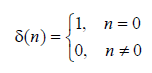 δ(n) = {1, n = 0
0, n ≠ 0